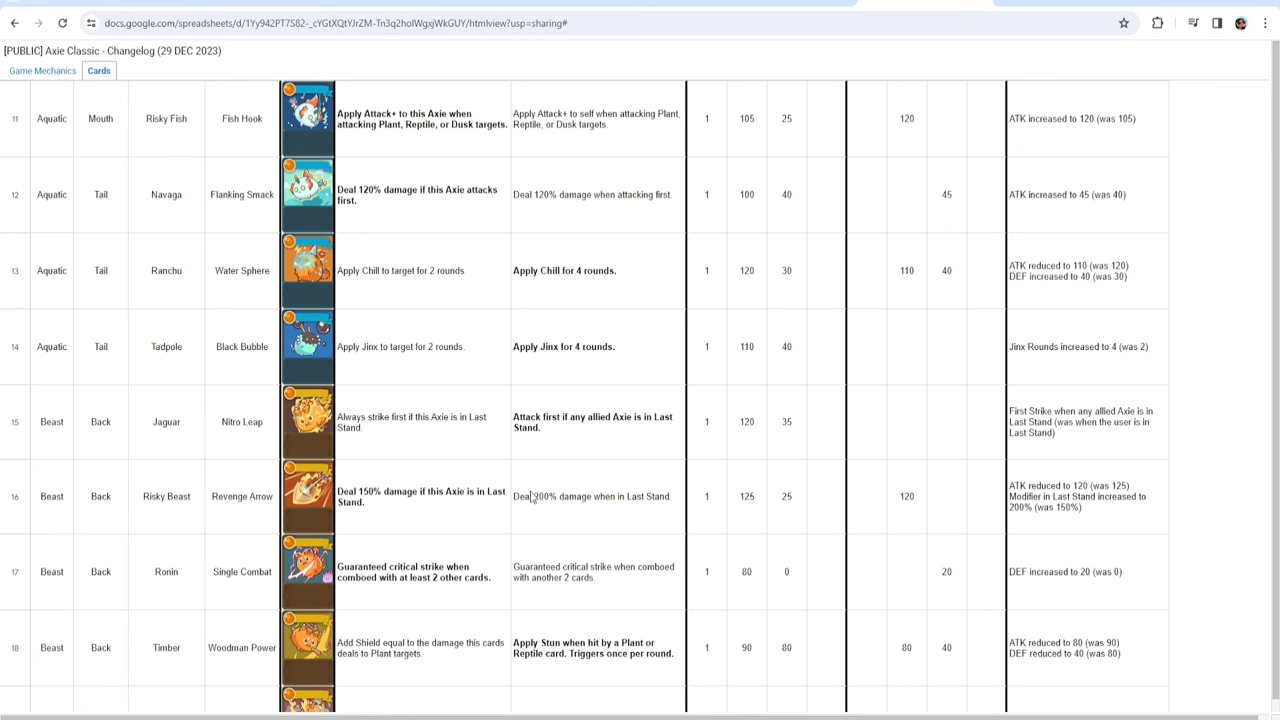 docs.google.com/spreadsheets/d/1Yy942PT7S82-_cYGtXQtYJrZM-Tn3q2holWgxjWkGUY/htmlview?usp=sharing#
[PUBLIC] Axie Classic - Changelog (29 DEC 2023)
Game Mechanics Cards
11 Aquatic Mouth Risky Fish Fish Hook Apply Attack+ to this Axie when attacking Plant, Reptile, or Dusk targets. Apply Attack+ to self when attacking Plant, Reptile, or Dusk targets. 1 105 25 120 ATK increased to 120 (was 105)
12 Aquatic Tail Navaga Flanking Smack Deal 120% damage if this Axie attacks first. Deal 120% damage when attacking first. 1 100 40 45 ATK increased to 45 (was 40)
13 Aquatic Tail Ranchu Water Sphere Apply Chill to target for 2 rounds. Apply Chill for 4 rounds. 1 120 30 110 40 ATK reduced to 110 (was 120) DEF increased to 40 (was 30)
14 Aquatic Tail Tadpole Black Bubble Apply Jinx to target for 2 rounds. Apply Jinx for 4 rounds. 1 110 40 Jinx Rounds increased to 4 (was 2)
15 Beast Back Jaguar Nitro Leap Always strike first if this Axie is in Last Stand. Attack first if any allied Axie is in Last Stand. 1 120 35 First Strike when any allied Axie is in Last Stand (was when the user is in Last Stand)
16 Beast Back Risky Beast Revenge Arrow Deal 150% damage if this Axie is in Last Stand. Deal 200% damage when in Last Stand. 1 125 25 120 ATK reduced to 120 (was 125) Modifier in Last Stand increased to 200% (was 150%)
17 Beast Back Ronin Single Combat Guaranteed critical strike when comboed with at least 2 other cards. Guaranteed critical strike when comboed with another 2 cards. 1 80 0 20 DEF increased to 20 (was 0)
18 Beast Back Timber Woodman Power Add Shield equal to the damage this cards deals to Plant targets. Apply Stun when hit by a Plant or Reptile card. Triggers once per round. 1 90 80 80 40 ATK reduced to 80 (was 90) DEF reduced to 40 (was 80)